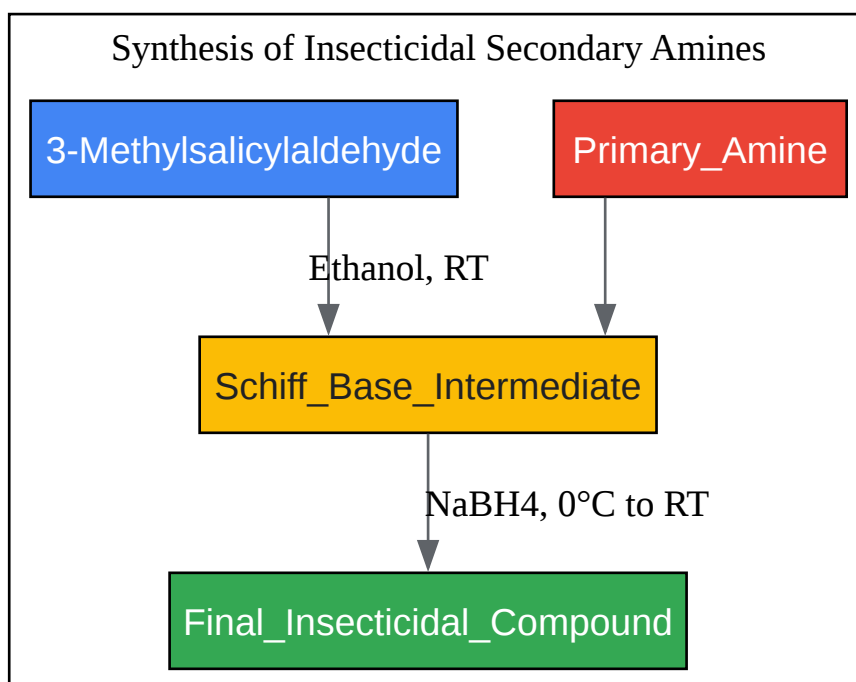 Synthesis of Insecticidal Secondary Amines
3-Methylsalicylaldehyde
Primary_Amine
Ethanol, RT
Schiff_Base_Intermediate
NaBH4, 0°C to RT
Final_Insecticidal_Compound